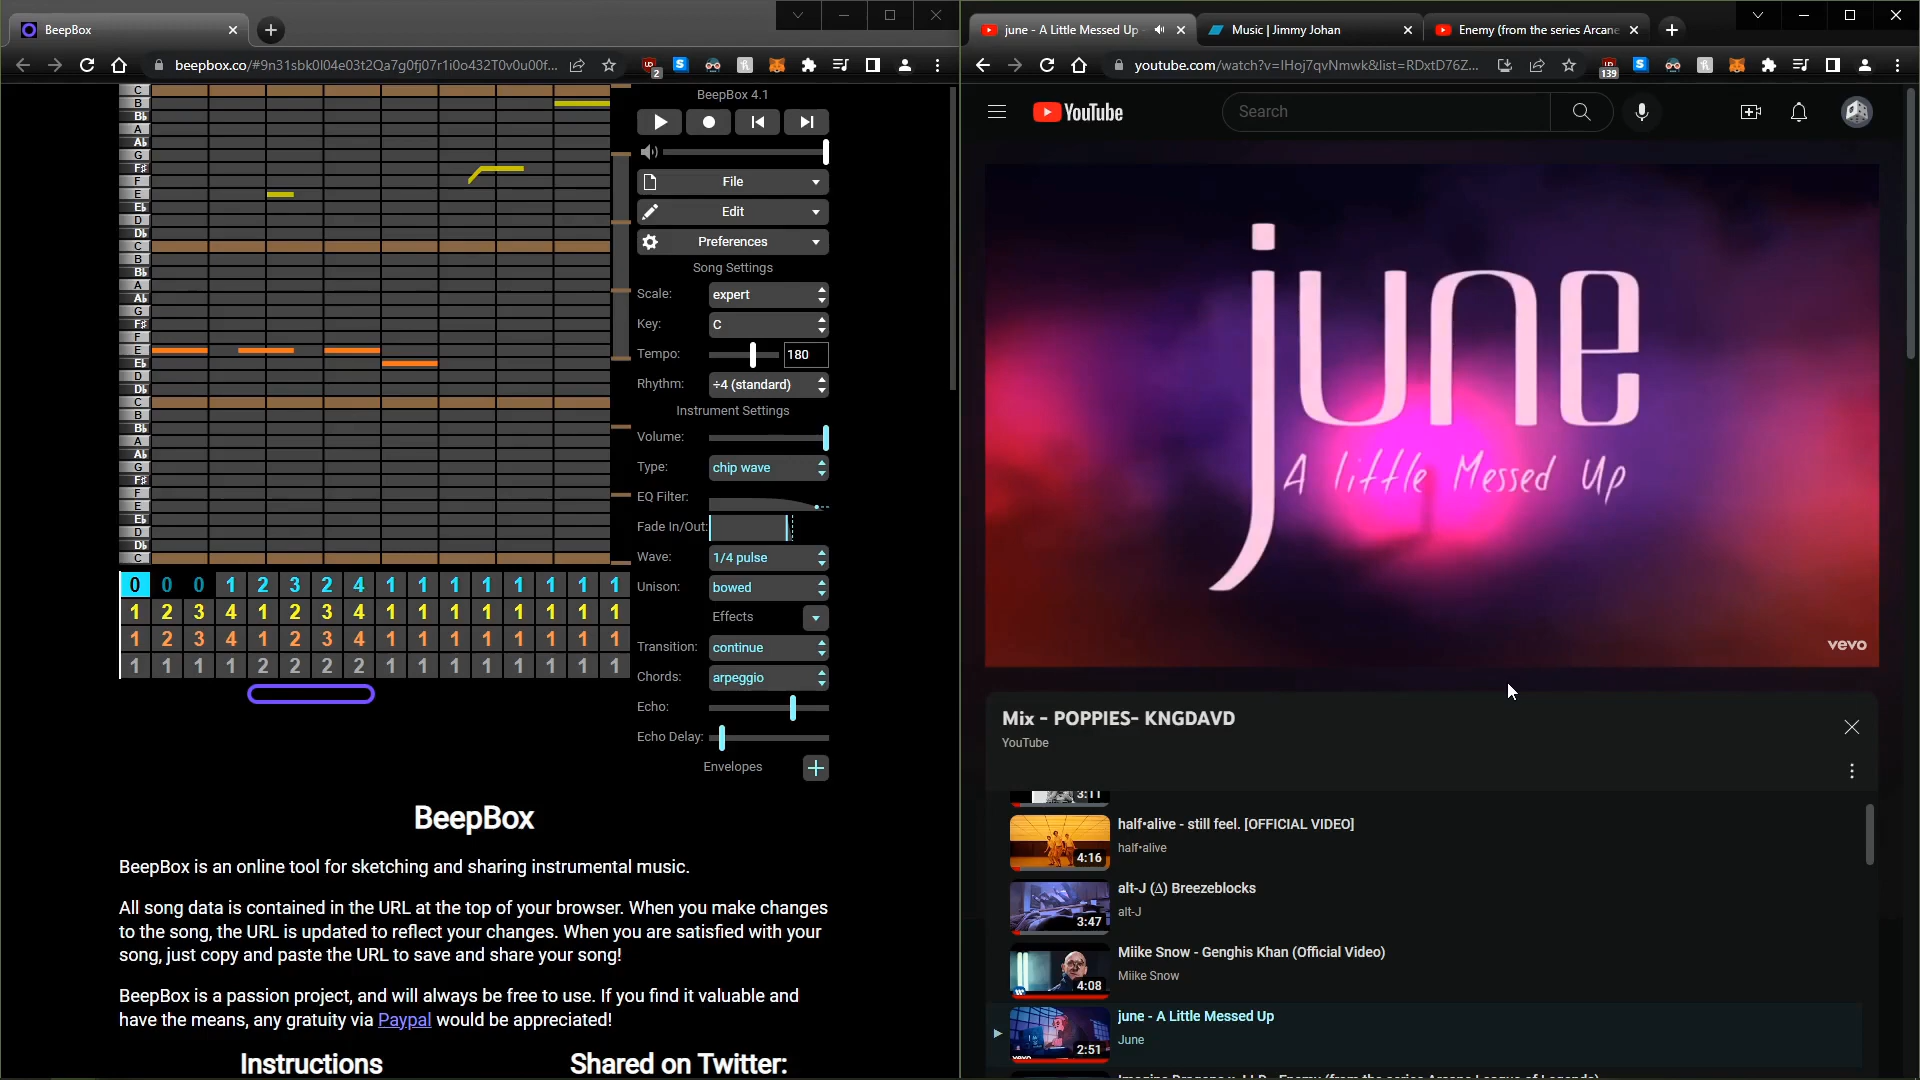 BeepBox
june - A Little Messed Up
Music | Jimmy Johan
Enemy (from the series Arcane
beepbox.co/#9n31sbk0l04e03t2Qa7g0fj07r1i0o432T0v0u00f...
2
youtube.com/watch?v=IHoj7qvNmwk&list=RDxtD76Z...
139
BeepBox 4.1
File
Edit
Preferences
Song Settings
Scale: expert
Key: C
Tempo: 180
Rhythm: ÷4 (standard)
Instrument Settings
Volume:
Type: chip wave
EQ Filter:
Fade In/Out:
Wave: 1/4 pulse
Unison: bowed
Effects
Transition: continue
Chords: arpeggio
Echo:
Echo Delay:
Envelopes
C
B
B♭
A
A♭
G
F♯
F
E
E♭
D
D♭
C
B
B♭
A
A♭
G
F♯
F
E
E♭
D
D♭
C
B
B♭
A
A♭
G
F♯
F
E
E♭
D
D♭
C
0 0 0 1 2 3 2 4 1 1 1 1 1 1 1 1
1 2 3 4 1 2 3 4 1 1 1 1 1 1 1 1
1 2 3 4 1 2 3 4 1 1 1 1 1 1 1 1
1 1 1 1 2 2 2 2 1 1 1 1 1 1 1 1
BeepBox
BeepBox is an online tool for sketching and sharing instrumental music.
All song data is contained in the URL at the top of your browser. When you make changes
to the song, the URL is updated to reflect your changes. When you are satisfied with your
song, just copy and paste the URL to save and share your song!
BeepBox is a passion project, and will always be free to use. If you find it valuable and
have the means, any gratuity via Paypal would be appreciated!
Instructions
Shared on Twitter:
YouTube
Search
june
A little Messed Up
vevo
Mix - POPPIES- KNGDAVD
YouTube
3:11
half•alive - still feel. [OFFICIAL VIDEO]
half•alive
4:16
alt-J (∆) Breezeblocks
alt-J
3:47
Miike Snow - Genghis Khan (Official Video)
Miike Snow
4:08
june - A Little Messed Up
June
2:51
vevo